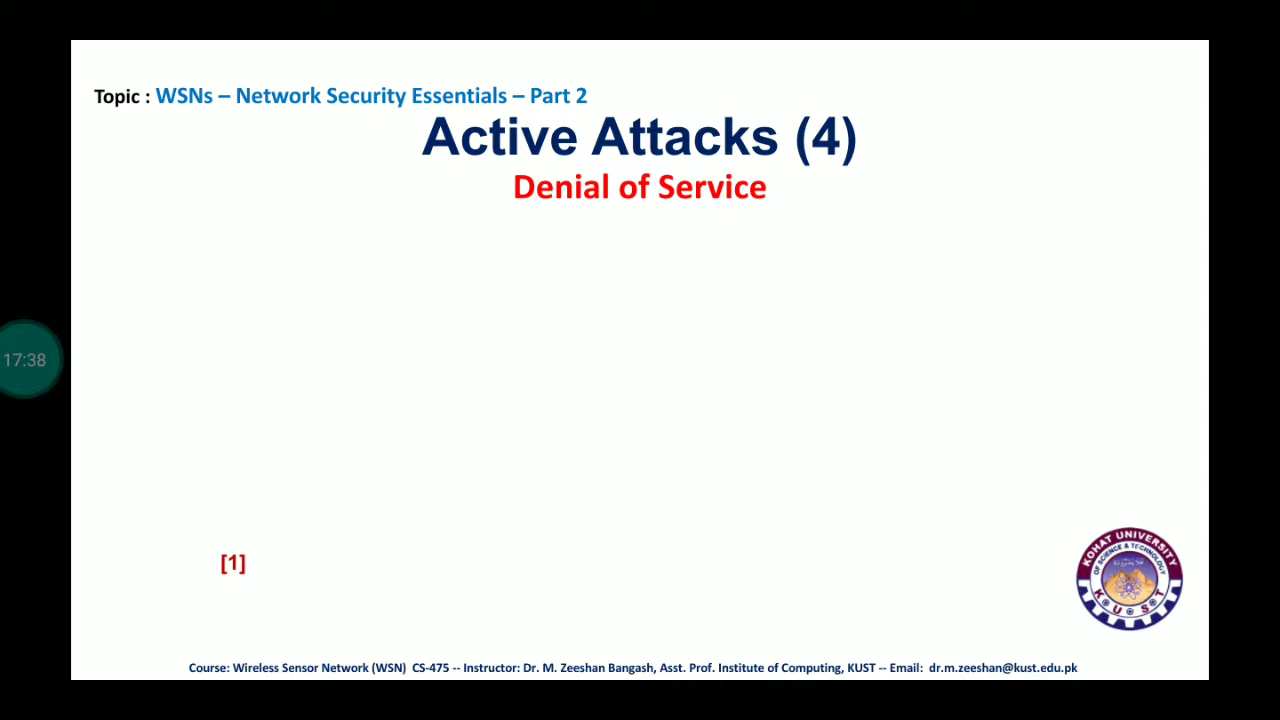 Topic : WSNs – Network Security Essentials – Part 2
Active Attacks (4)
Denial of Service
17:38
[1]
KOHAT UNIVERSITY
OF SCIENCE & TECHNOLOGY
K U S T
Course: Wireless Sensor Network (WSN) CS-475 -- Instructor: Dr. M. Zeeshan Bangash, Asst. Prof. Institute of Computing, KUST -- Email: dr.m.zeeshan@kust.edu.pk